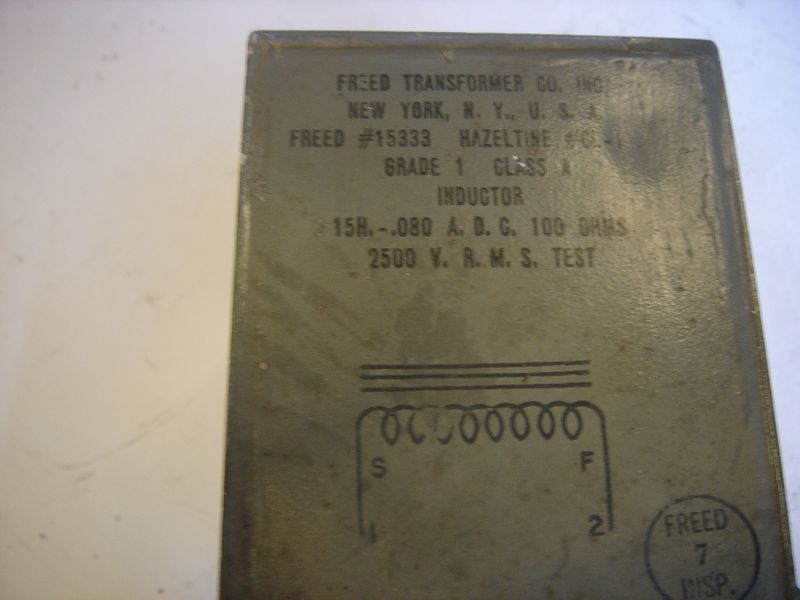 FREED TRANSFORMER CO. INC
NEW YORK, N. Y., U. S. A
FREED #15333 HAZELTINE
GRADE 1 CLASS A
INDUCTOR
15H.-.080 A. D. C. 100 OHMS
2500 V. R. M. S. TEST
S F
1 2
FREED
7
INSP.